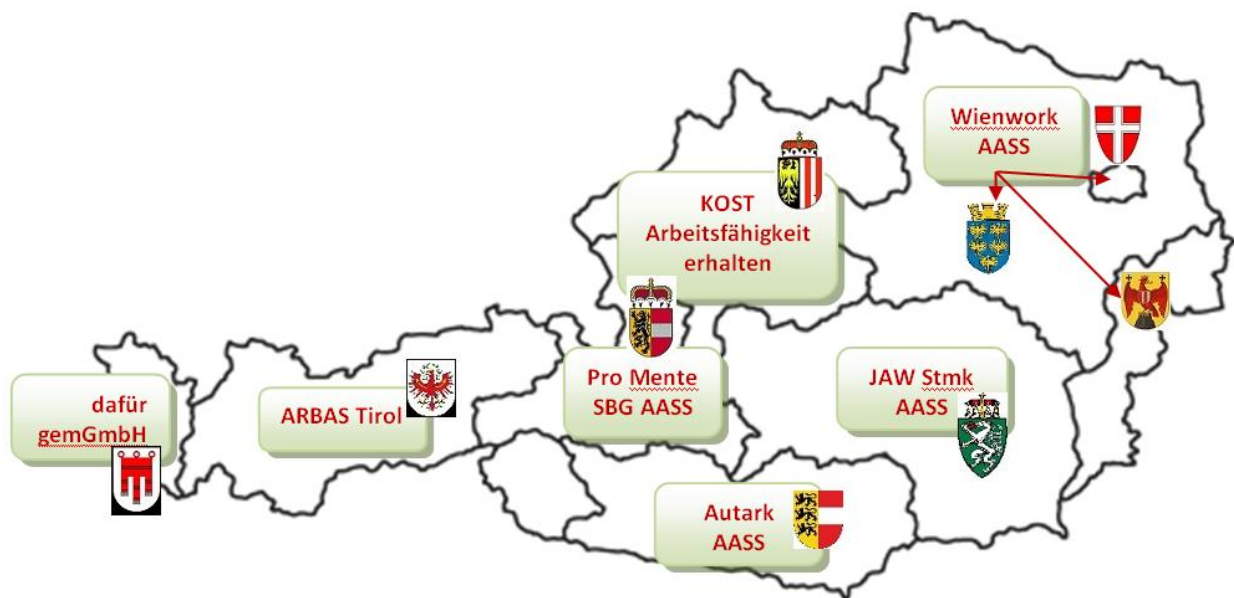 Wienwork
AASS
KOST
Arbeitsfähigkeit
erhalten
dafür
gemGmbH
ARBAS Tirol
Pro Mente
SBG AASS
JAW Stmk
AASS
Autark
AASS